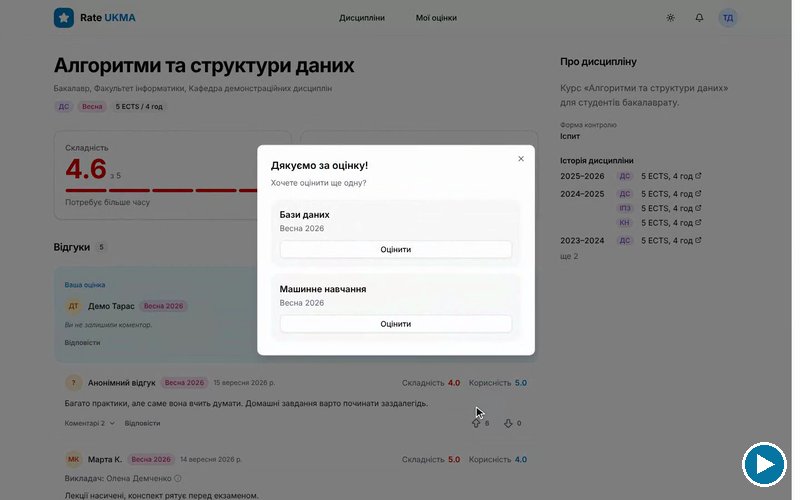 Rate UKMA
Дисципліни
Мої оцінки
ТД
Алгоритми та структури даних
Бакалавр, Факультет інформатики, Кафедра демонстраційних дисциплін
ДС Весна 5 ECTS / 4 год
Складність
4.6 з 5
Потребує більше часу
Відгуки 5
Ваша оцінка
ДТ Демо Тарас Весна 2026
Ви не залишили коментар.
Відповісти
? Анонімний відгук Весна 2026 15 вересня 2026 р. Складність 4.0 Корисність 5.0
Багато практики, але саме вона вчить думати. Домашні завдання варто починати заздалегідь.
Коментарі 2 Відповісти 8 0
МК Марта К. Весна 2026 14 вересня 2026 р. Складність 5.0 Корисність 4.0
Викладач: Олена Демченко
Лекції насичені, конспект рятує перед екзаменом.
Дякуємо за оцінку!
Хочете оцінити ще одну?
Бази даних
Весна 2026
Оцінити
Машинне навчання
Весна 2026
Оцінити
Про дисципліну
Курс «Алгоритми та структури даних»
для студентів бакалаврату.
Форма контролю
Іспит
Історія дисципліни
2025–2026 ДС 5 ECTS, 4 год
2024–2025 ДС 5 ECTS, 4 год
ІПЗ 5 ECTS, 4 год
КН 5 ECTS, 4 год
2023–2024 ДС 5 ECTS, 4 год
ще 2